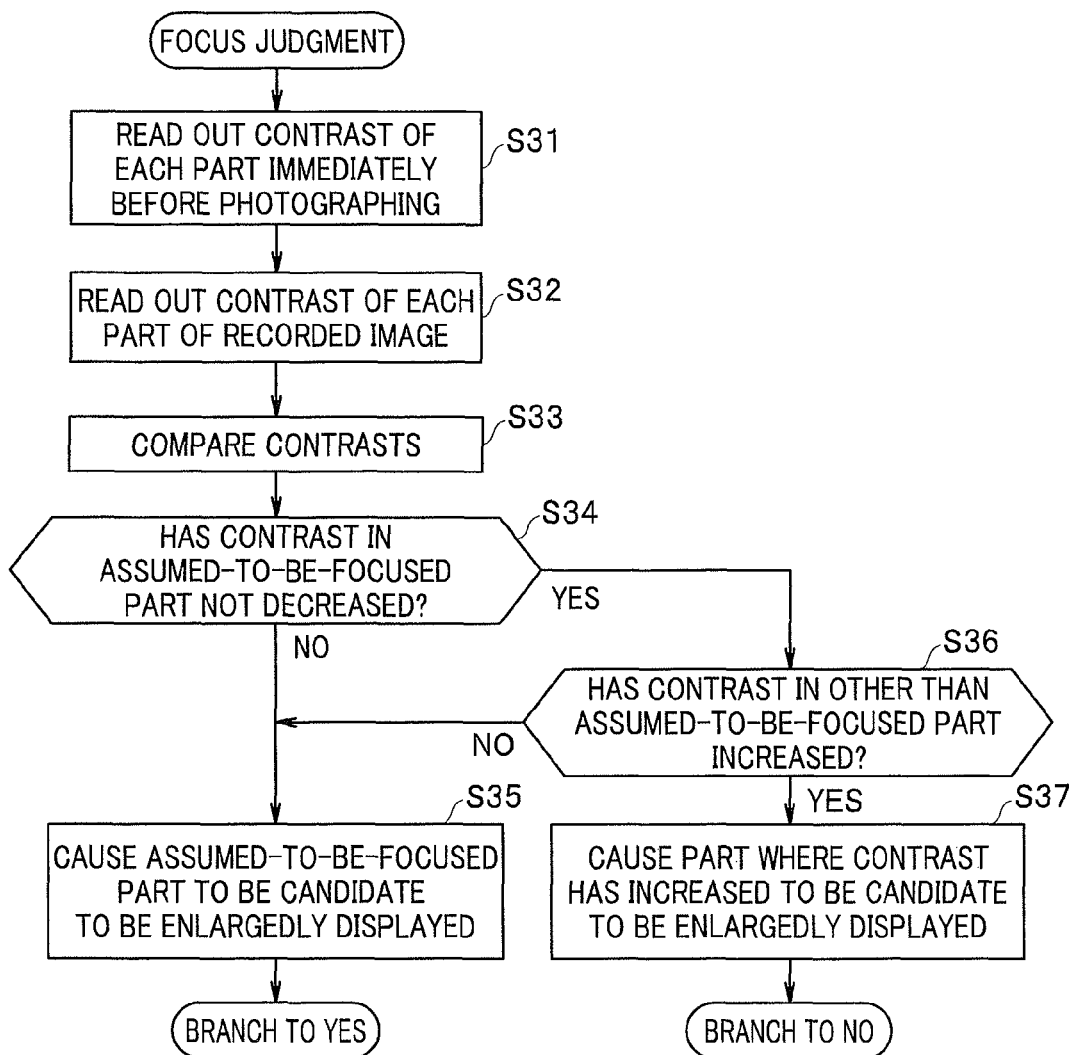 FOCUS JUDGMENT
READ OUT CONTRAST OF
EACH PART IMMEDIATELY
BEFORE PHOTOGRAPHING
S31
READ OUT CONTRAST OF EACH
PART OF RECORDED IMAGE
S32
COMPARE CONTRASTS
S33
HAS CONTRAST IN
ASSUMED-TO-BE-FOCUSED
PART NOT DECREASED?
S34
YES
NO
S36
HAS CONTRAST IN OTHER THAN
ASSUMED-TO-BE-FOCUSED PART
INCREASED?
NO
YES
S35
CAUSE ASSUMED-TO-BE-FOCUSED
PART TO BE CANDIDATE
TO BE ENLARGEDLY DISPLAYED
S37
CAUSE PART WHERE CONTRAST
HAS INCREASED TO BE CANDIDATE
TO BE ENLARGEDLY DISPLAYED
BRANCH TO YES
BRANCH TO NO